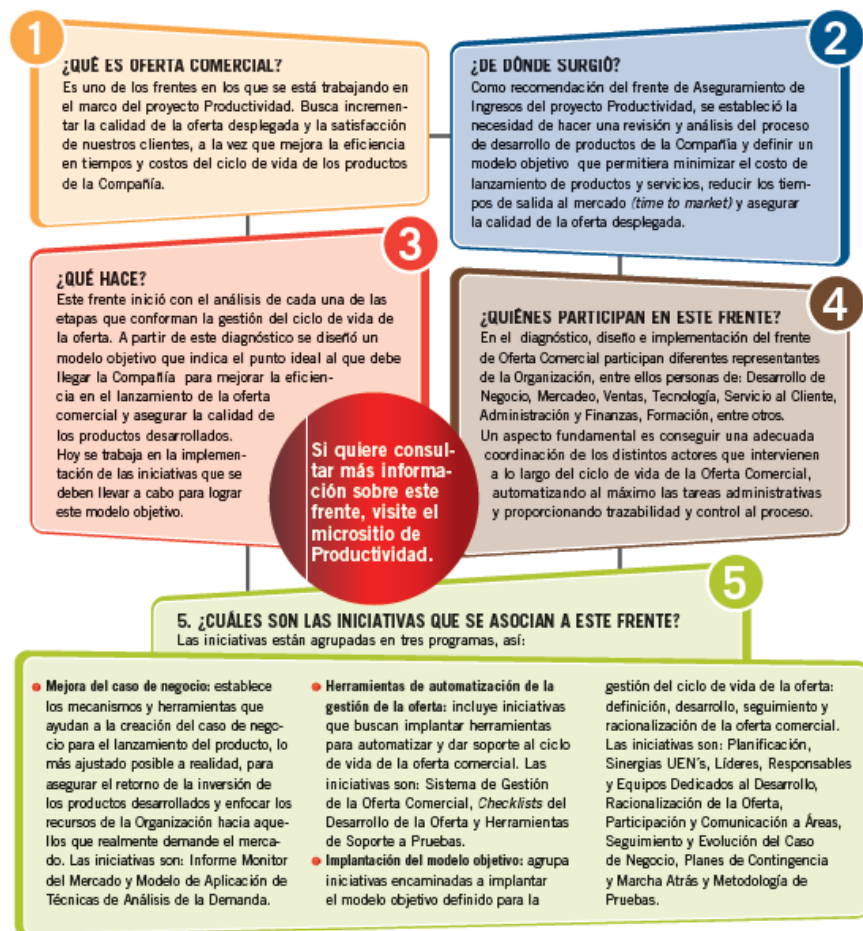 1
¿QUÉ ES OFERTA COMERCIAL?
Es uno de los frentes en los que se está trabajando en
el marco del proyecto Productividad. Busca incremen-
tar la calidad de la oferta desplegada y la satisfacción
de nuestros clientes, a la vez que mejora la eficiencia
en tiempos y costos del ciclo de vida de los productos
de la Compañía.
2
¿DE DÓNDE SURGIÓ?
Como recomendación del frente de Aseguramiento de
Ingresos del proyecto Productividad, se estableció la
necesidad de hacer una revisión y análisis del proceso
de desarrollo de productos de la Compañía y definir un
modelo objetivo que permitiera minimizar el costo de
lanzamiento de productos y servicios, reducir los tiem-
pos de salida al mercado (time to market) y asegurar
la calidad de la oferta desplegada.
3
¿QUÉ HACE?
Este frente inició con el análisis de cada una de las
etapas que conforman la gestión del ciclo de vida de
la oferta. A partir de este diagnóstico se diseñó un
modelo objetivo que indica el punto ideal al que debe
llegar la Compañía para mejorar la eficien-
cia en el lanzamiento de la oferta
comercial y asegurar la calidad de
los productos desarrollados.
Hoy se trabaja en la implemen-
tación de las iniciativas que se
deben llevar a cabo para lograr
este modelo objetivo.
4
¿QUIÉNES PARTICIPAN EN ESTE FRENTE?
En el diagnóstico, diseño e implementación del frente
de Oferta Comercial participan diferentes representantes
de la Organización, entre ellos personas de: Desarrollo de
Negocio, Mercadeo, Ventas, Tecnología, Servicio al Cliente,
Administración y Finanzas, Formación, entre otros.
Un aspecto fundamental es conseguir una adecuada
coordinación de los distintos actores que intervienen
a lo largo del ciclo de vida de la Oferta Comercial,
automatizando al máximo las tareas administrativas
y proporcionando trazabilidad y control al proceso.
Si quiere consul-
tar más informa-
ción sobre este
frente, visite el
micrositio de
Productividad.
5
5. ¿CUÁLES SON LAS INICIATIVAS QUE SE ASOCIAN A ESTE FRENTE?
Las iniciativas están agrupadas en tres programas, así:
Mejora del caso de negocio: establece
los mecanismos y herramientas que
ayudan a la creación del caso de nego-
cio para el lanzamiento del producto, lo
más ajustado posible a realidad, para
asegurar el retorno de la inversión de
los productos desarrollados y enfocar los
recursos de la Organización hacia aque-
llos que realmente demande el merca-
do. Las iniciativas son: Informe Monitor
del Mercado y Modelo de Aplicación de
Técnicas de Análisis de la Demanda.
Herramientas de automatización de la
gestión de la oferta: incluye iniciativas
que buscan implantar herramientas
para automatizar y dar soporte al ciclo
de vida de la oferta comercial. Las
iniciativas son: Sistema de Gestión
de la Oferta Comercial, Checklists del
Desarrollo de la Oferta y Herramientas
de Soporte a Pruebas.
Implantación del modelo objetivo: agrupa
iniciativas encaminadas a implantar
el modelo objetivo definido para la
gestión del ciclo de vida de la oferta:
definición, desarrollo, seguimiento y
racionalización de la oferta comercial.
Las iniciativas son: Planificación,
Sinergias UEN´s, Líderes, Responsables
y Equipos Dedicados al Desarrollo,
Racionalización de la Oferta,
Participación y Comunicación a Áreas,
Seguimiento y Evolución del Caso
de Negocio, Planes de Contingencia
y Marcha Atrás y Metodología de
Pruebas.